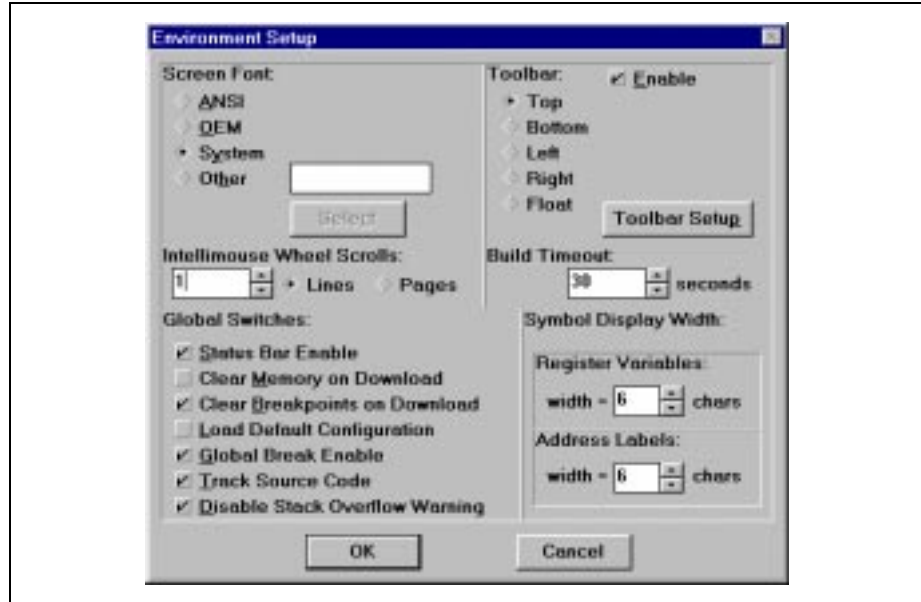 Environment Setup
Screen Font:
ANSI
OEM
System
Other
Select
Toolbar:
Enable
Top
Bottom
Left
Right
Float
Toolbar Setup
Intellimouse Wheel Scrolls:
1 Lines Pages
Build Timeout:
30 seconds
Global Switches:
Status Bar Enable
Clear Memory on Download
Clear Breakpoints on Download
Load Default Configuration
Global Break Enable
Track Source Code
Disable Stack Overflow Warning
Symbol Display Width:
Register Variables:
width = 6 chars
Address Labels:
width = 6 chars
OK
Cancel